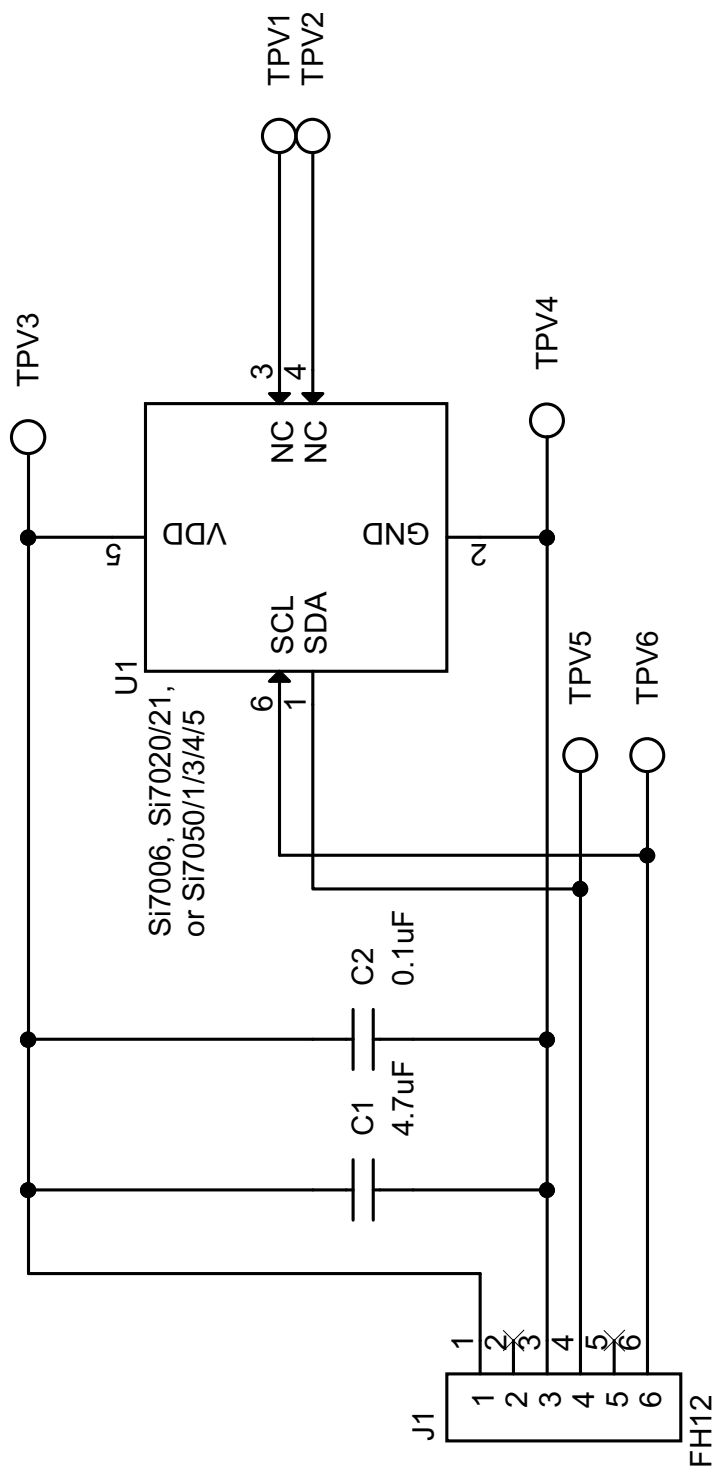 TPV3
TPV1
TPV2
3
4
NC
NC
5
VDD
U1
Si7006, Si7020/21,
or Si7050/1/3/4/5
SCL
SDA
6
1
GND
2
TPV4
TPV5
TPV6
C2
0.1uF
C1
4.7uF
J1
1
2
3
4
5
6
1
2
3
4
5
6
FH12